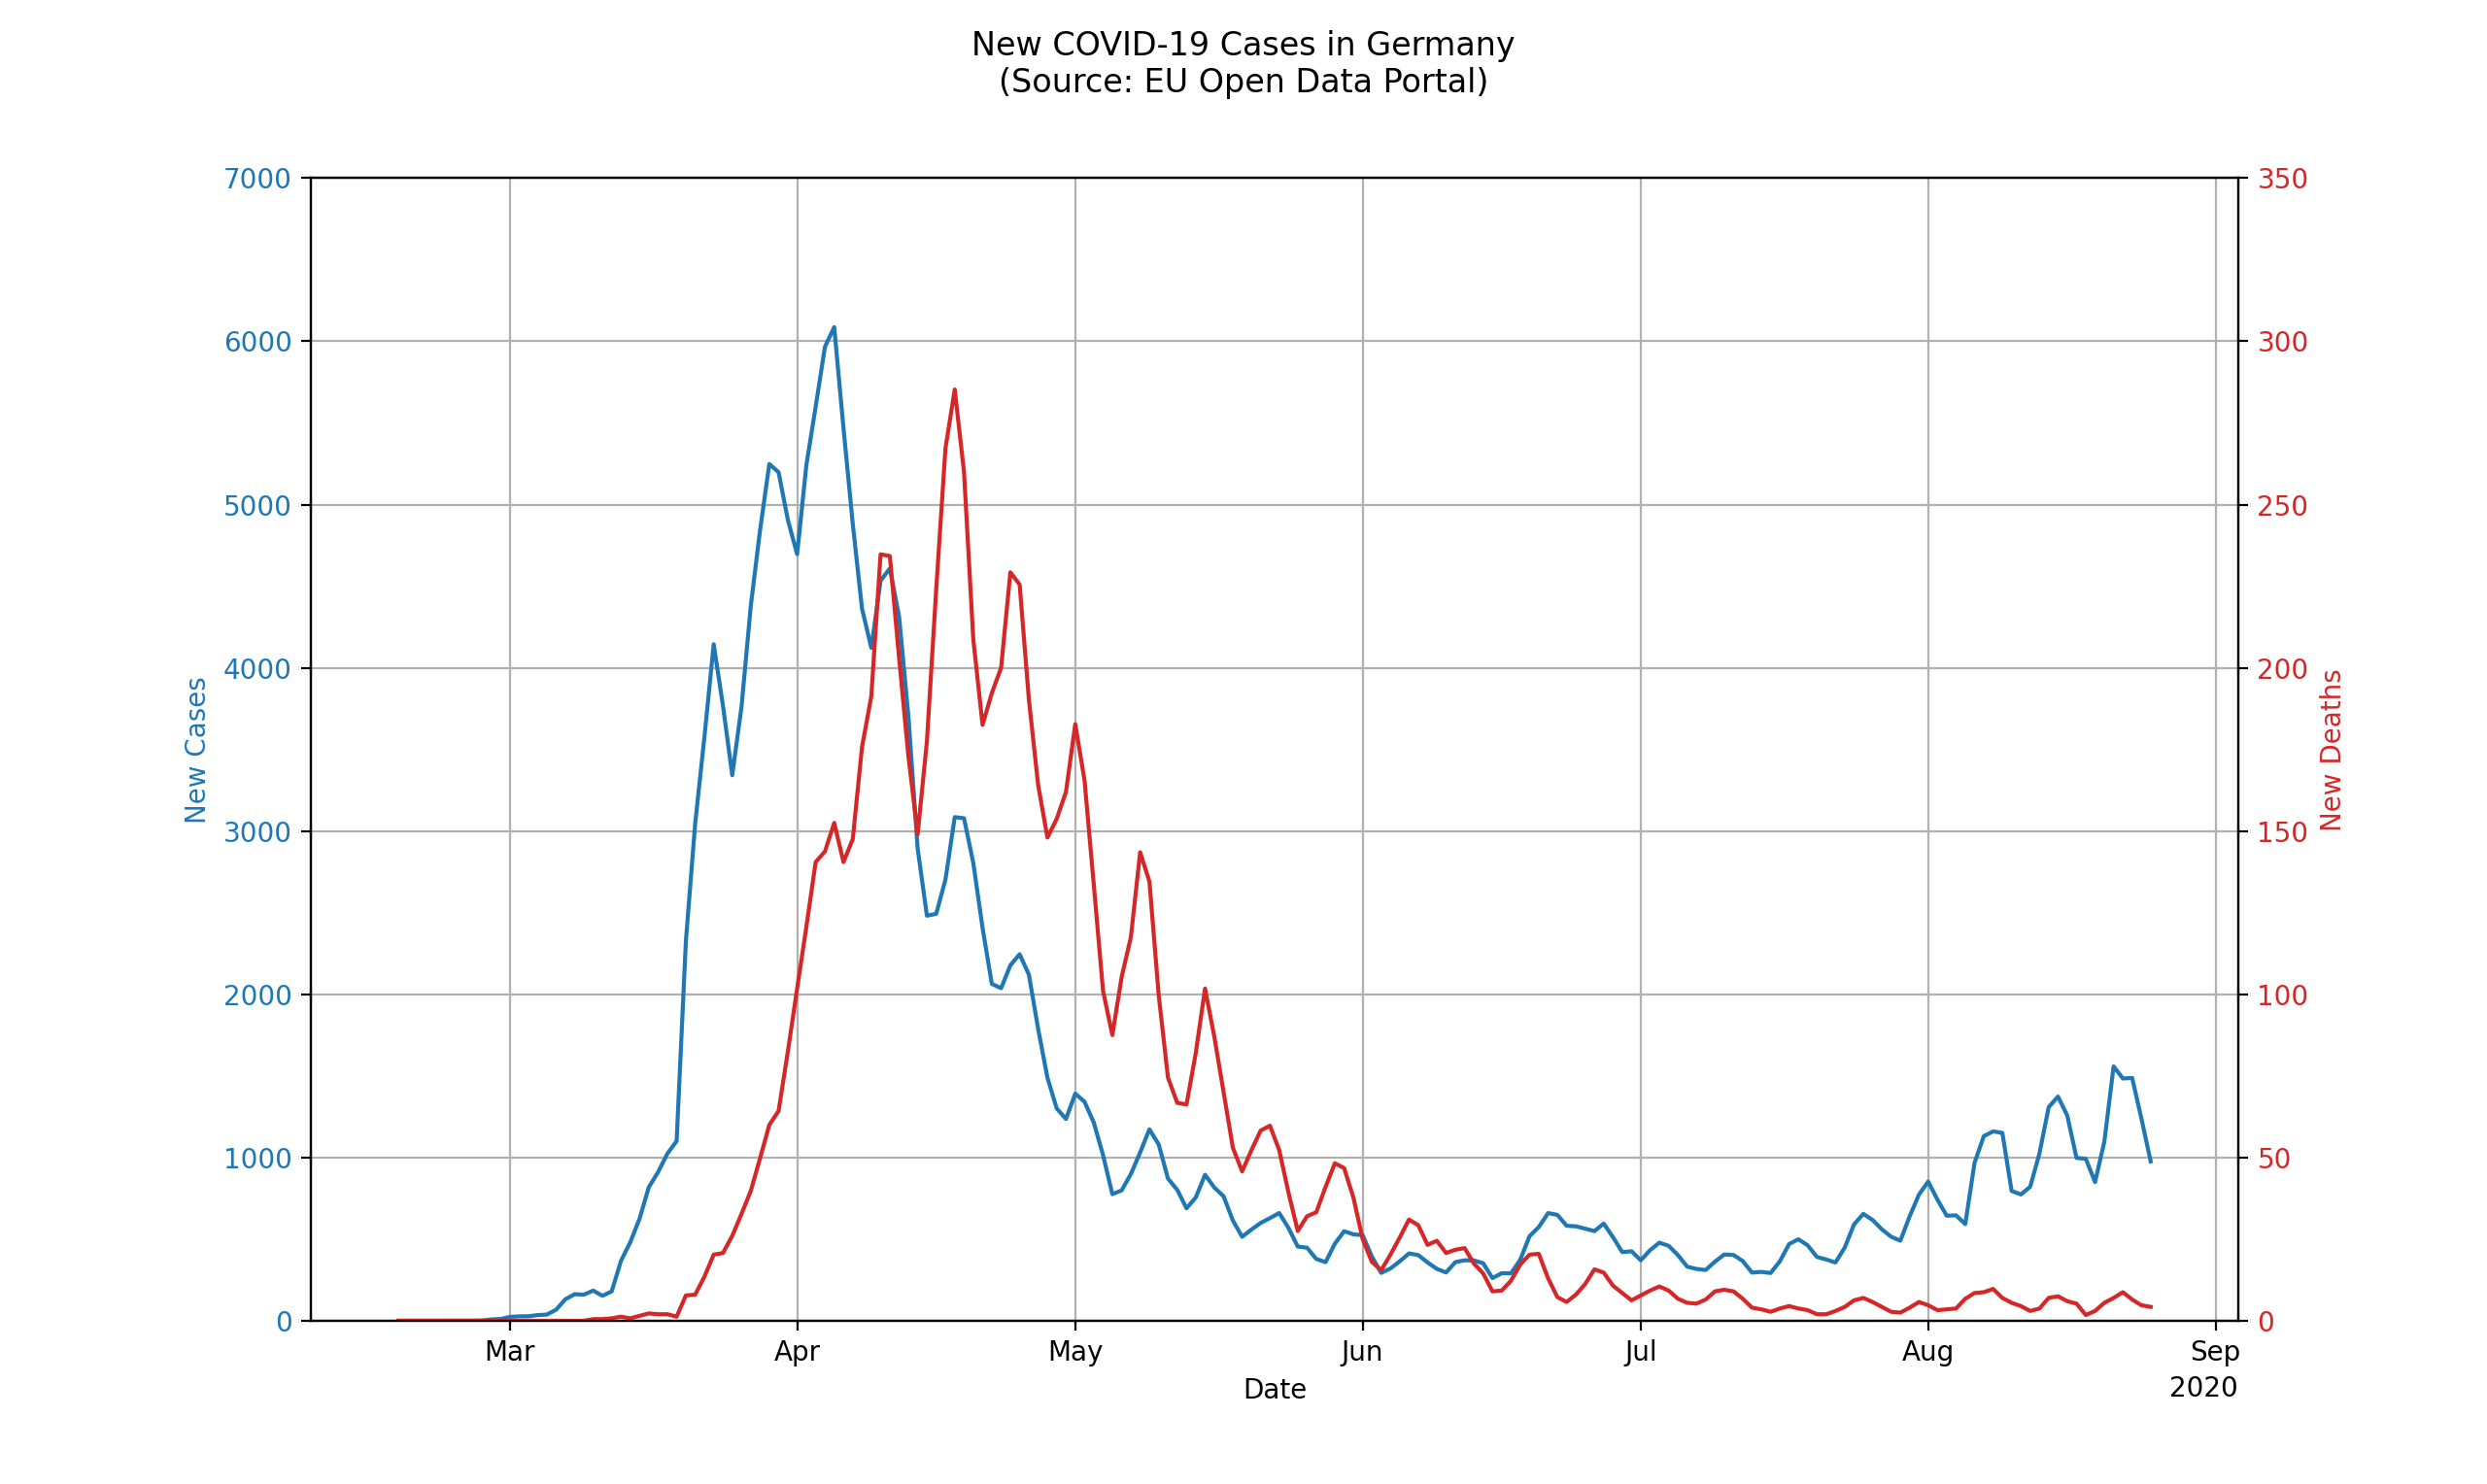 New COVID-19 Cases in Germany
(Source: EU Open Data Portal)
7000
6000
5000
4000
3000
2000
1000
0
New Cases
350
300
250
200
150
100
50
0
New Deaths
Mar Apr May Jun Jul Aug Sep
2020
Date